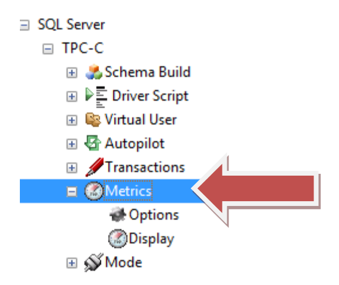 SQL Server
TPC-C
Schema Build
Driver Script
Virtual User
Autopilot
Transactions
Metrics
Options
Display
Mode